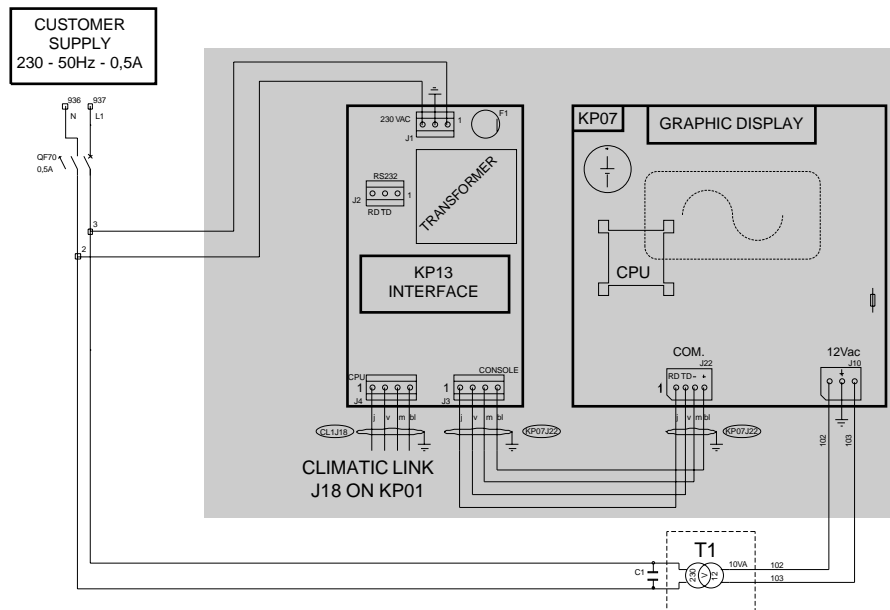 CUSTOMER
SUPPLY
230 - 50Hz - 0,5A
936
937
N
L1
QF70
0,5A
3
2
230 VAC
1
J1
F1
RS232
J2
1
RD TD
TRANSFORMER
KP13
INTERFACE
CPU
1
J4
CONSOLE
1
J3
j
v
m
bl
j
v
m
bl
CL1J18
KP07J22
CLIMATIC LINK
J18 ON KP01
KP07
GRAPHIC DISPLAY
CPU
COM.
J22
RD TD - +
1
12Vac
J10
j
v
m
bl
KP07J22
102
103
T1
C1
230
V
12
10VA
102
103